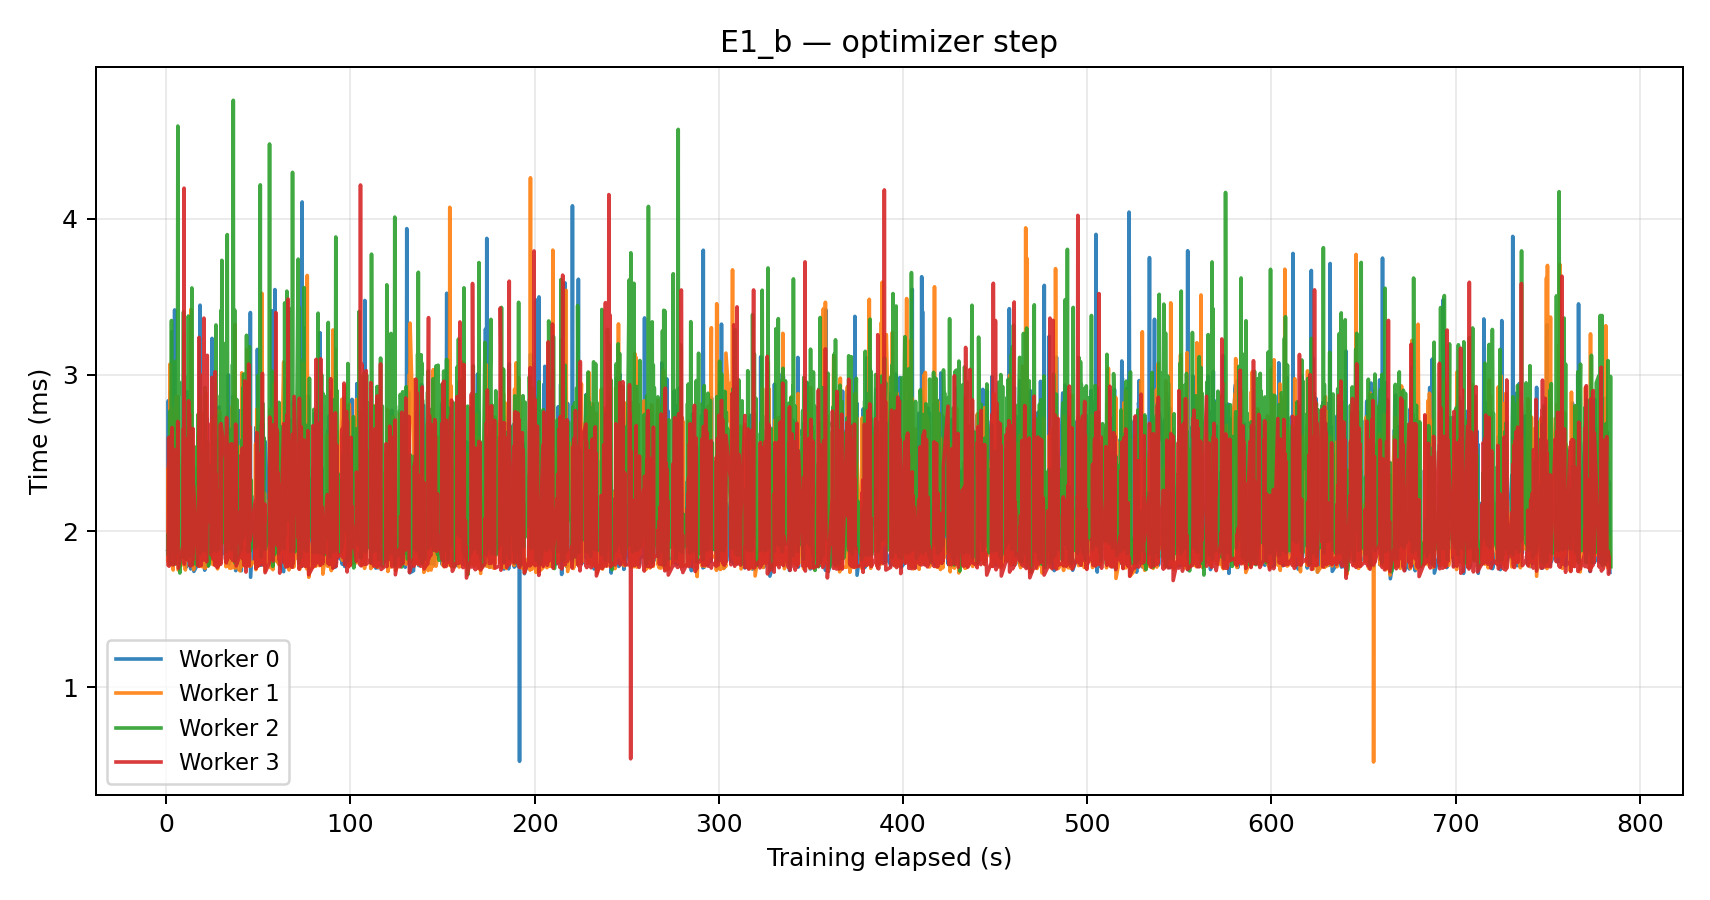 E1_b — optimizer step
Time (ms)
4
3
2
1
Worker 0
Worker 1
Worker 2
Worker 3
0 100 200 300 400 500 600 700 800
Training elapsed (s)